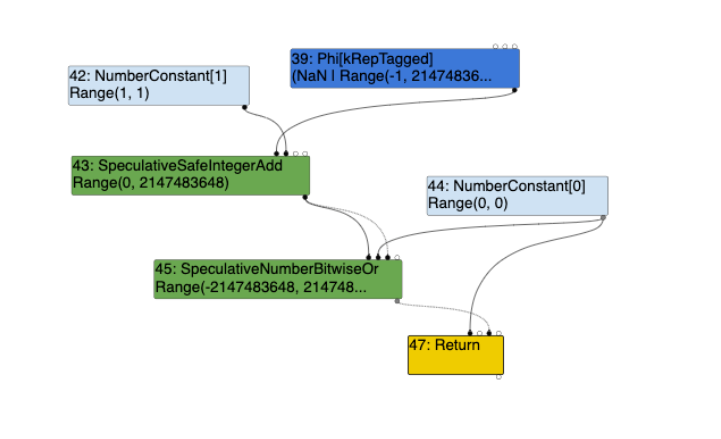 39: Phi[kRepTagged]
(NaN | Range(-1, 21474836...
42: NumberConstant[1]
Range(1, 1)
43: SpeculativeSafeIntegerAdd
Range(0, 2147483648)
44: NumberConstant[0]
Range(0, 0)
45: SpeculativeNumberBitwiseOr
Range(-2147483648, 214748...
47: Return